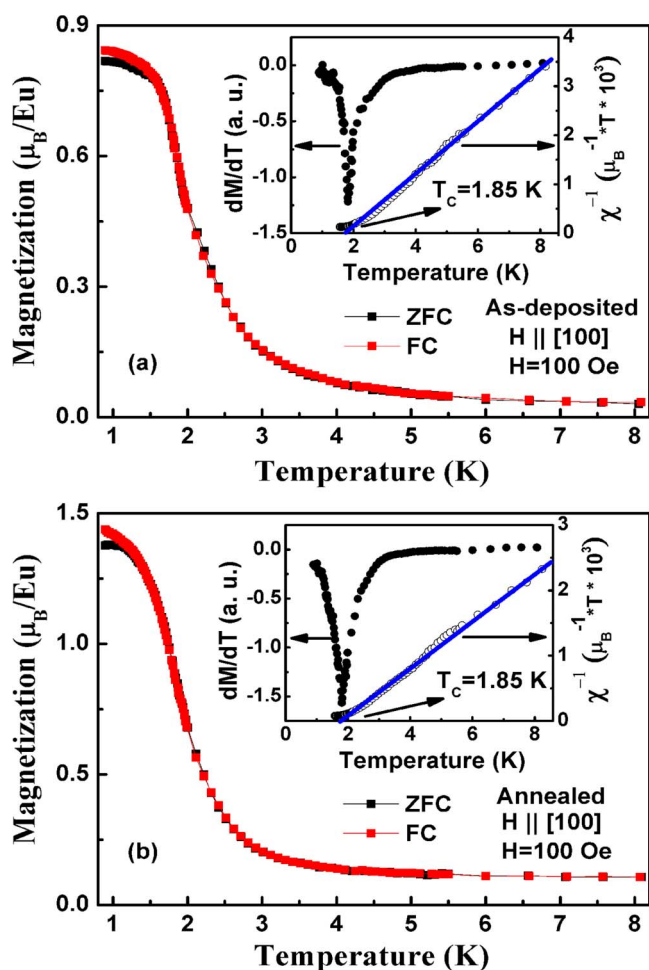 0.9
0.6
0.3
0.0
Magnetization (μB/Eu)
0.0
-0.5
-1.0
-1.5
dM/dT (a. u.)
3
2
1
0
χ⁻¹ (μB⁻¹*T* 10³)
TC=1.85 K
0 2 4 6 8
Temperature (K)
ZFC
FC
As-deposited
H || [100]
H=100 Oe
(a)
1 2 3 4 5 6 7 8
Temperature (K)
1.5
1.0
0.5
0.0
Magnetization (μB/Eu)
0.0
-0.5
-1.0
-1.5
dM/dT (a. u.)
3
2
1
0
χ⁻¹ (μB⁻¹*T* 10³)
TC=1.85 K
0 2 4 6 8
Temperature (K)
ZFC
FC
Annealed
H || [100]
H=100 Oe
(b)
1 2 3 4 5 6 7 8
Temperature (K)